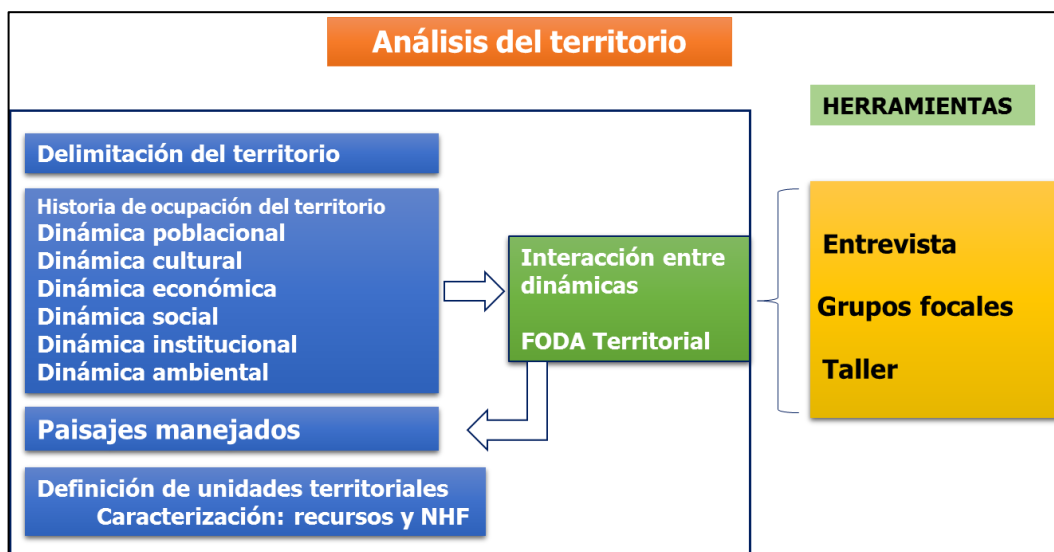 Análisis del territorio
HERRAMIENTAS
Delimitación del territorio
Historia de ocupación del territorio
Dinámica poblacional
Dinámica cultural
Dinámica económica
Dinámica social
Dinámica institucional
Dinámica ambiental
Interacción entre
dinámicas
FODA Territorial
Entrevista
Grupos focales
Taller
Paisajes manejados
Definición de unidades territoriales
Caracterización: recursos y NHF